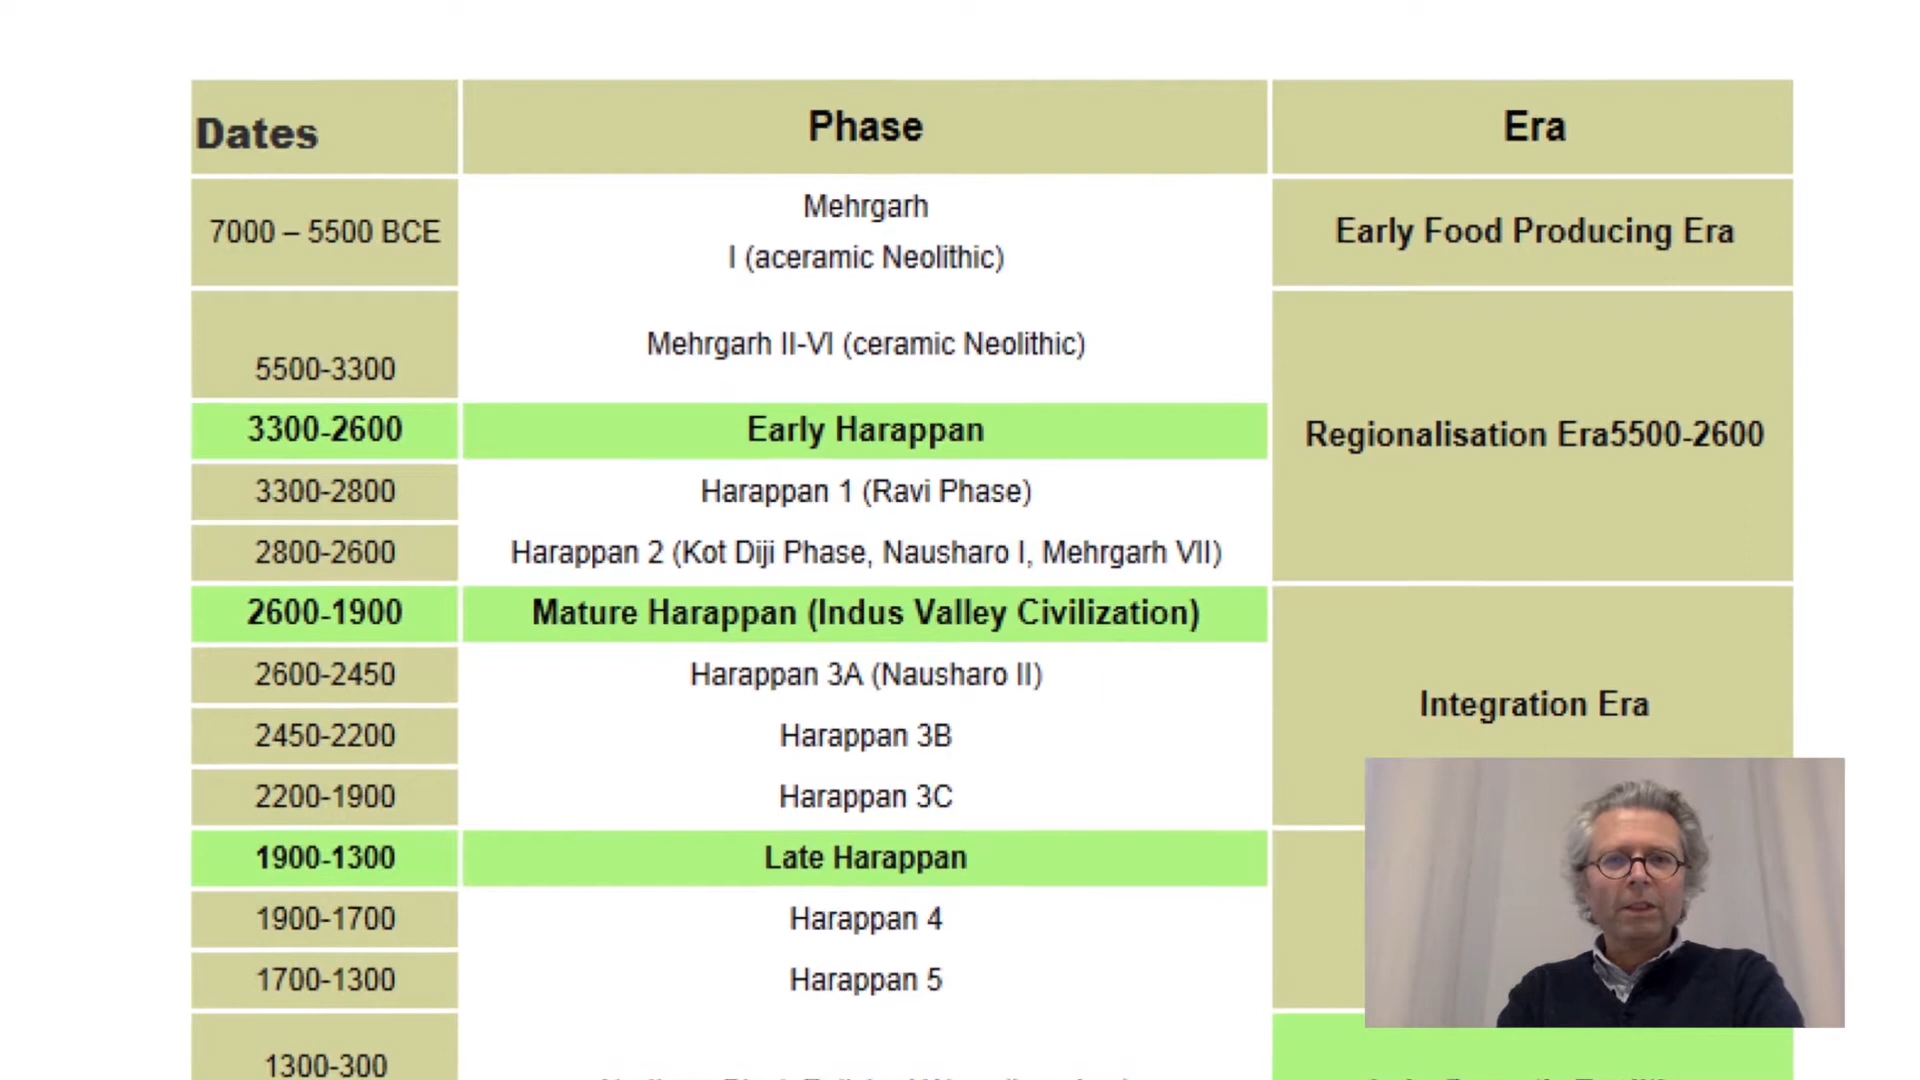 Dates Phase Era
7000 – 5500 BCE Mehrgarh
I (aceramic Neolithic) Early Food Producing Era
5500-3300 Mehrgarh II-VI (ceramic Neolithic)
Regionalisation Era5500-2600
3300-2600 Early Harappan
3300-2800 Harappan 1 (Ravi Phase)
2800-2600 Harappan 2 (Kot Diji Phase, Nausharo I, Mehrgarh VII)
2600-1900 Mature Harappan (Indus Valley Civilization)
Integration Era
2600-2450 Harappan 3A (Nausharo II)
2450-2200 Harappan 3B
2200-1900 Harappan 3C
1900-1300 Late Harappan
1900-1700 Harappan 4
1700-1300 Harappan 5
1300-300